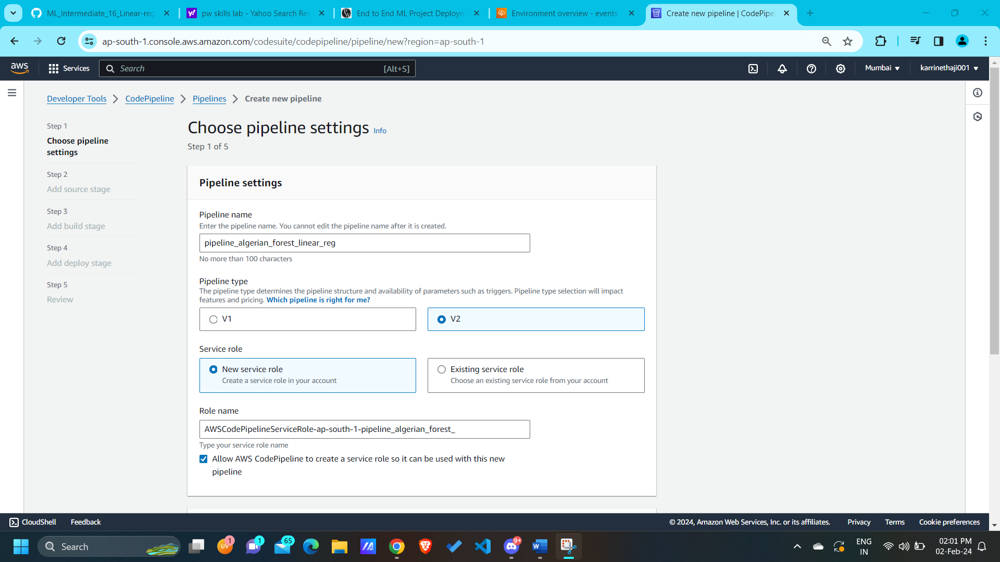 ML_Intermediate_16_Linear-reg
pw skills lab - Yahoo Search Res
End to End ML Project Deploym
Environment overview - events
Create new pipeline | CodePipel
ap-south-1.console.aws.amazon.com/codesuite/codepipeline/pipeline/new?region=ap-south-1
aws
Services
Search
[Alt+S]
Mumbai
karrinethaji001
Developer Tools
CodePipeline
Pipelines
Create new pipeline
Step 1
Choose pipeline
settings
Step 2
Add source stage
Step 3
Add build stage
Step 4
Add deploy stage
Step 5
Review
Choose pipeline settings Info
Step 1 of 5
Pipeline settings
Pipeline name
Enter the pipeline name. You cannot edit the pipeline name after it is created.
pipeline_algerian_forest_linear_reg
No more than 100 characters
Pipeline type
The pipeline type determines the pipeline structure and availability of parameters such as triggers. Pipeline type selection will impact
features and pricing. Which pipeline is right for me?
V1
V2
Service role
New service role
Create a service role in your account
Existing service role
Choose an existing service role from your account
Role name
AWSCodePipelineServiceRole-ap-south-1-pipeline_algerian_forest_
Type your service role name
Allow AWS CodePipeline to create a service role so it can be used with this new
pipeline
CloudShell
Feedback
© 2024, Amazon Web Services, Inc. or its affiliates.
Privacy
Terms
Cookie preferences
Search
UV
1
1
65
9+
W
ENG
IN
02:01 PM
02-Feb-24